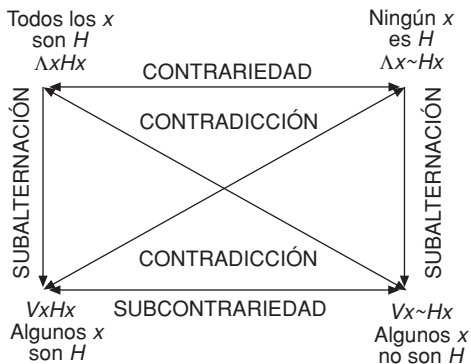 Todos los x
son H
ΛxHx
Ningún x
es H
Λx~Hx
CONTRARIEDAD
CONTRADICCIÓN
SUBALTERNACIÓN
SUBALTERNACIÓN
CONTRADICCIÓN
SUBCONTRARIEDAD
VxHx
Algunos x
son H
Vx~Hx
Algunos x
no son H